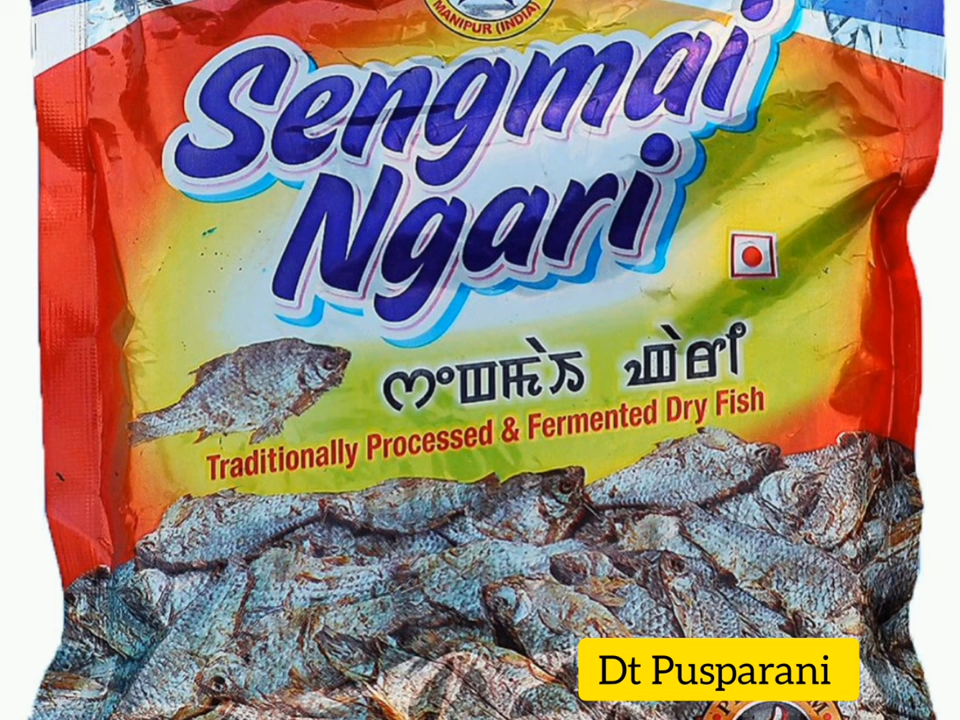 MANIPUR (INDIA)
Sengmai
Ngari
Traditionally Processed & Fermented Dry Fish
Dt Pusparani